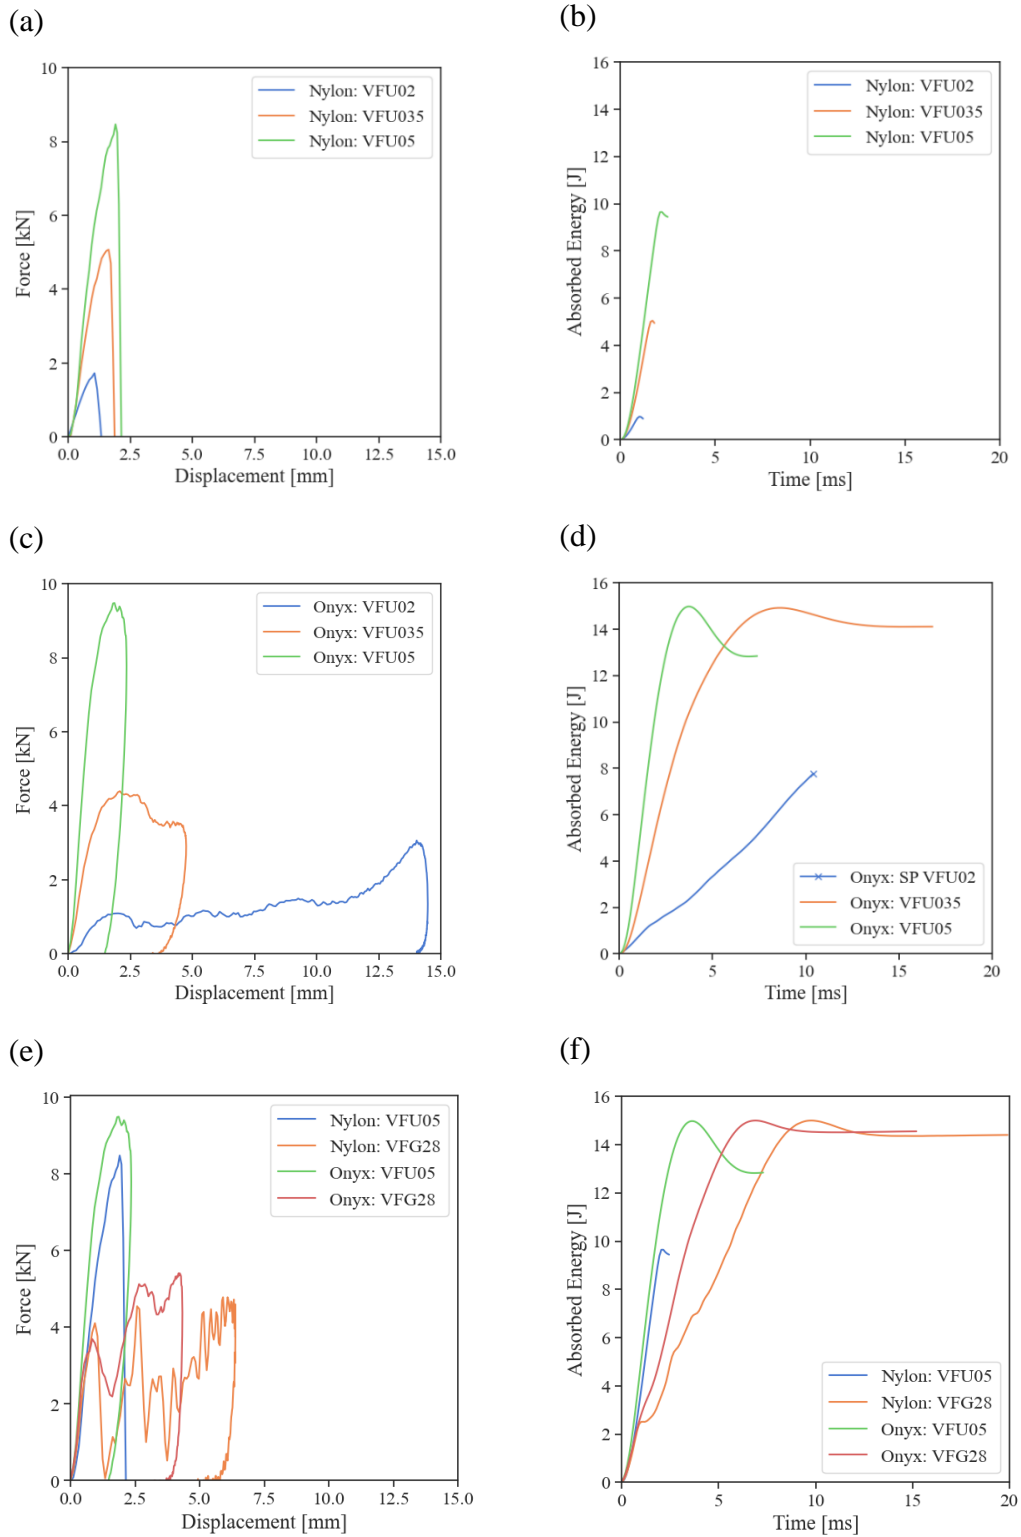 (a)
(b)
10
8
6
4
2
0
Force [kN]
Nylon: VFU02
Nylon: VFU035
Nylon: VFU05
0.0 2.5 5.0 7.5 10.0 12.5 15.0
Displacement [mm]
16
14
12
10
8
6
4
2
0
Absorbed Energy [J]
Nylon: VFU02
Nylon: VFU035
Nylon: VFU05
0 5 10 15 20
Time [ms]
(c)
(d)
10
8
6
4
2
0
Force [kN]
Onyx: VFU02
Onyx: VFU035
Onyx: VFU05
0.0 2.5 5.0 7.5 10.0 12.5 15.0
Displacement [mm]
16
14
12
10
8
6
4
2
0
Absorbed Energy [J]
Onyx: SP VFU02
Onyx: VFU035
Onyx: VFU05
0 5 10 15 20
Time [ms]
(e)
(f)
10
8
6
4
2
0
Force [kN]
Nylon: VFU05
Nylon: VFG28
Onyx: VFU05
Onyx: VFG28
0.0 2.5 5.0 7.5 10.0 12.5 15.0
Displacement [mm]
16
14
12
10
8
6
4
2
0
Absorbed Energy [J]
Nylon: VFU05
Nylon: VFG28
Onyx: VFU05
Onyx: VFG28
0 5 10 15 20
Time [ms]